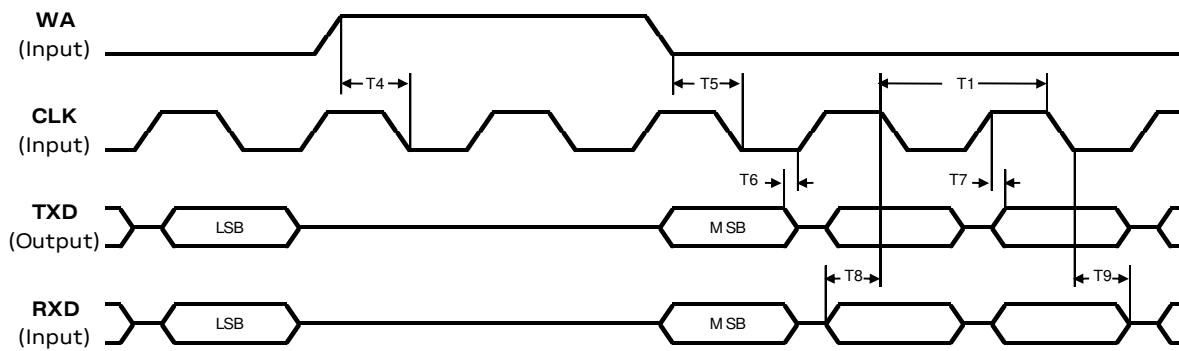 WA
(Input)
T4
T5
T1
CLK
(Input)
T6
T7
TXD
(Output)
LSB
MSB
T8
T9
RXD
(Input)
LSB
MSB